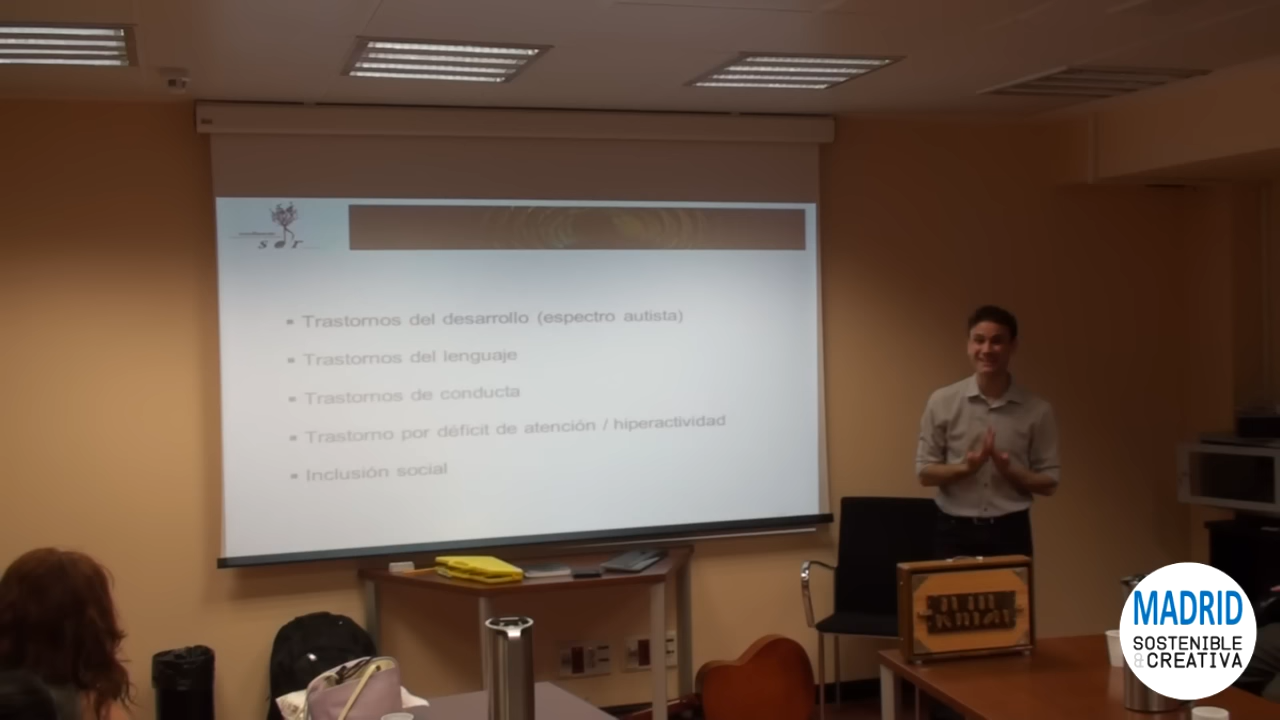 sor
▪ Trastornos del desarrollo (espectro autista)
▪ Trastornos del lenguaje
▪ Trastornos de conducta
▪ Trastorno por déficit de atención / hiperactividad
▪ Inclusión social
MADRID
SOSTENIBLE
& CREATIVA